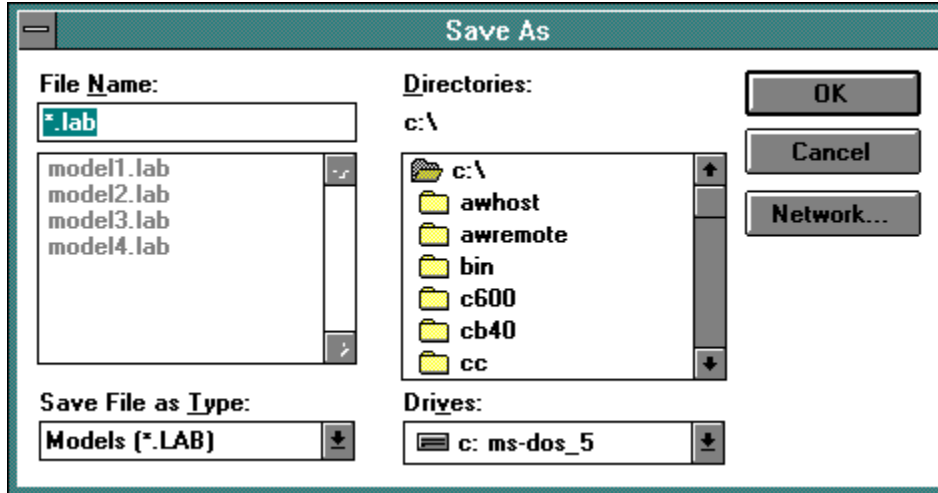 Save As
File Name:
*.lab
model1.lab
model2.lab
model3.lab
model4.lab
Save File as Type:
Models (*.LAB)
Directories:
c:\
c:\
awhost
awremote
bin
c600
cb40
cc
Drives:
c: ms-dos_5
OK
Cancel
Network...